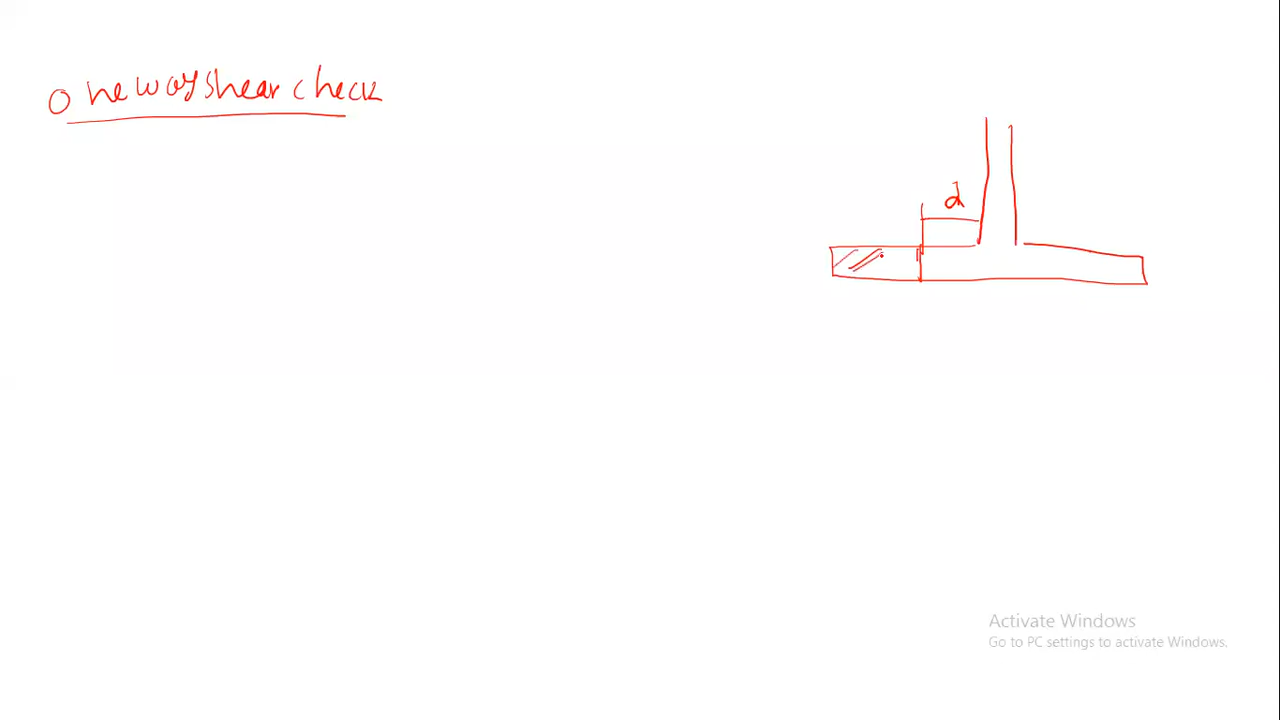 One way shear check
d
Activate Windows
Go to PC settings to activate Windows.